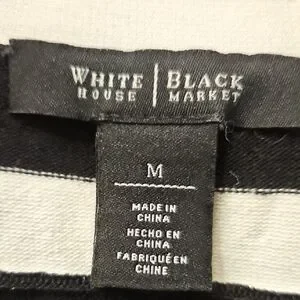 WHITE | BLACK
HOUSE | MARKET
M
MADE IN
CHINA
HECHO EN
CHINA
FABRIQUÉ EN
CHINE